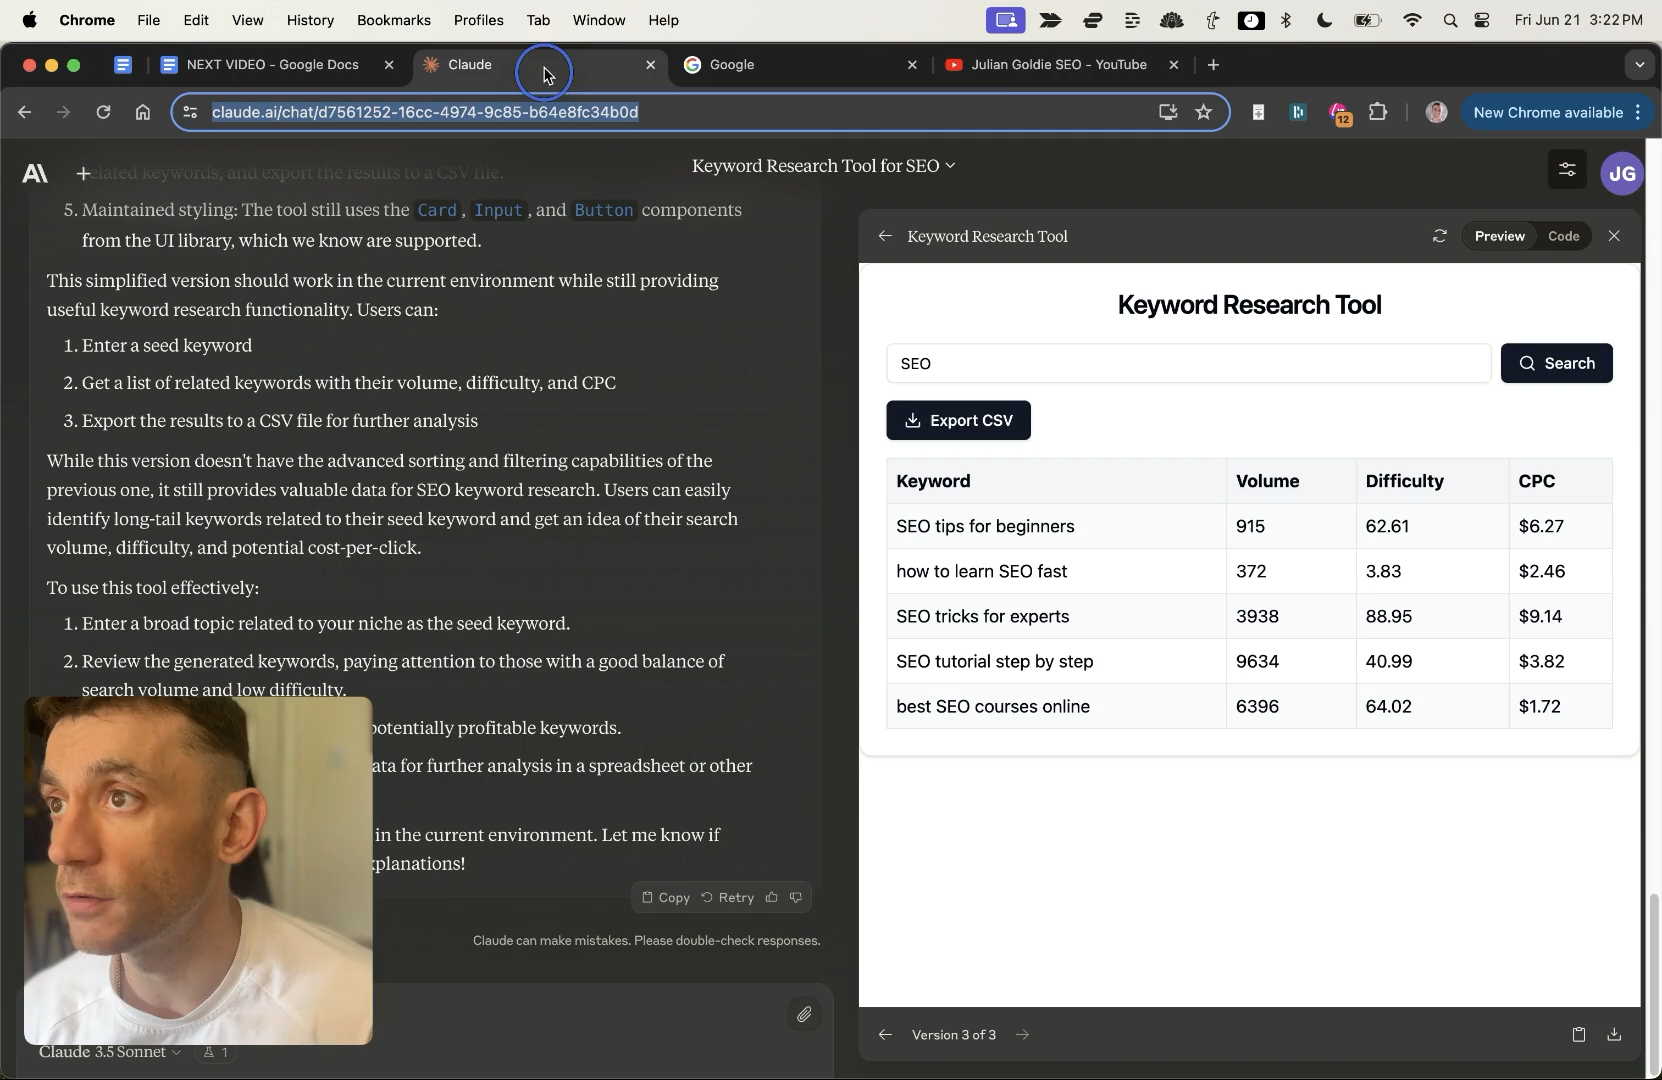 Chrome File Edit View History Bookmarks Profiles Tab Window Help Fri Jun 21 3:22 PM
NEXT VIDEO - Google Docs Claude Google Julian Goldie SEO - YouTube
claude.ai/chat/d7561252-16cc-4974-9c85-b64e8fc34b0d 12 New Chrome available
Keyword Research Tool for SEO JG
related keywords, and export the results to a CSV file.
5. Maintained styling: The tool still uses the Card, Input, and Button components
from the UI library, which we know are supported.
This simplified version should work in the current environment while still providing
useful keyword research functionality. Users can:
1. Enter a seed keyword
2. Get a list of related keywords with their volume, difficulty, and CPC
3. Export the results to a CSV file for further analysis
While this version doesn't have the advanced sorting and filtering capabilities of the
previous one, it still provides valuable data for SEO keyword research. Users can easily
identify long-tail keywords related to their seed keyword and get an idea of their search
volume, difficulty, and potential cost-per-click.
To use this tool effectively:
1. Enter a broad topic related to your niche as the seed keyword.
2. Review the generated keywords, paying attention to those with a good balance of
search volume and low difficulty.
potentially profitable keywords.
ata for further analysis in a spreadsheet or other
in the current environment. Let me know if
xplanations!
Copy Retry
Claude can make mistakes. Please double-check responses.
Claude 3.5 Sonnet 1
Keyword Research Tool Preview Code
Keyword Research Tool
SEO Search
Export CSV
Keyword Volume Difficulty CPC
SEO tips for beginners 915 62.61 $6.27
how to learn SEO fast 372 3.83 $2.46
SEO tricks for experts 3938 88.95 $9.14
SEO tutorial step by step 9634 40.99 $3.82
best SEO courses online 6396 64.02 $1.72
Version 3 of 3